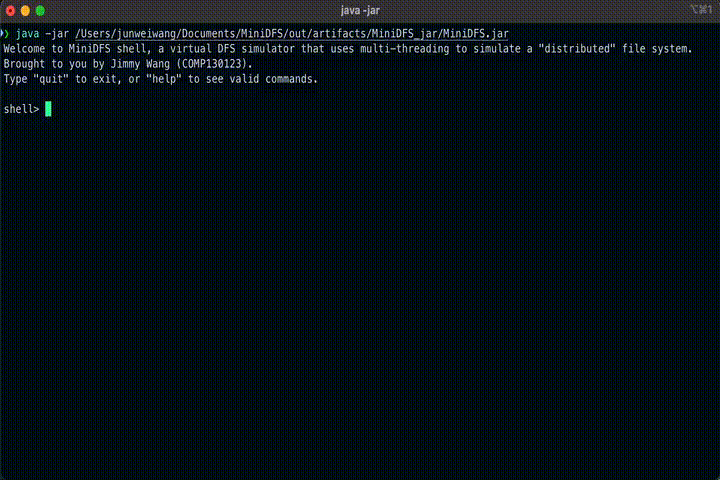 java -jar
⌥⌘1
❯ java -jar /Users/junweiwang/Documents/MiniDFS/out/artifacts/MiniDFS_jar/MiniDFS.jar
Welcome to MiniDFS shell, a virtual DFS simulator that uses multi-threading to simulate a "distributed" file system.
Brought to you by Jimmy Wang (COMP130123).
Type "quit" to exit, or "help" to see valid commands.
shell>